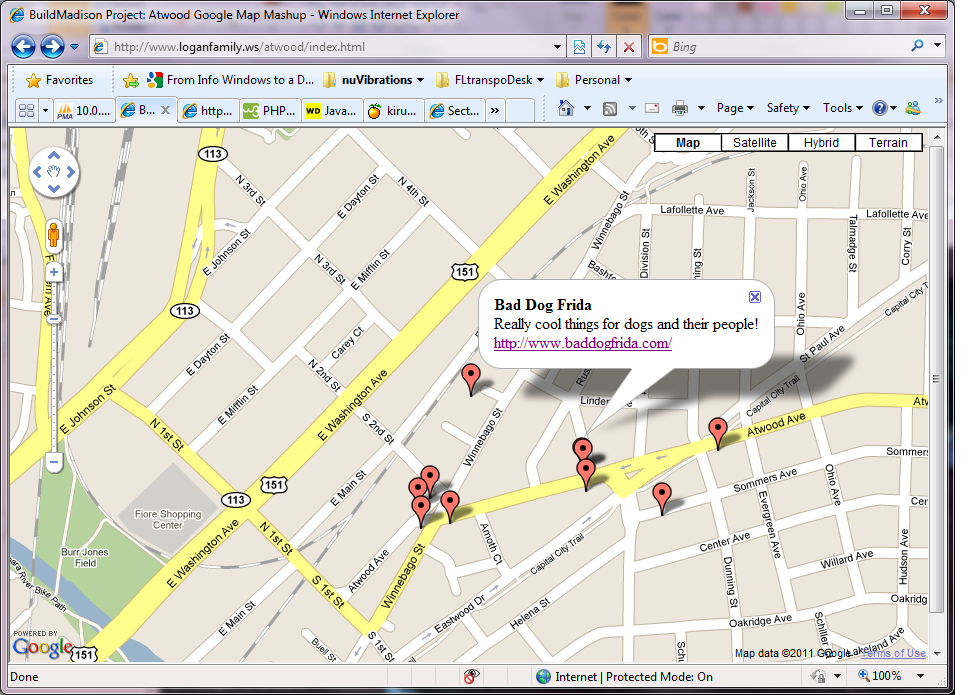 BuildMadison Project: Atwood Google Map Mashup - Windows Internet Explorer
http://www.loganfamily.ws/atwood/index.html
Bing
Favorites
From Info Windows to a D...
nuVibrations
FLtranspoDesk
Personal
PMA
10.0....
B...
http...
PHP...
WD
Java...
kiru...
Sect...
»
Page
Safety
Tools
»
Map
Satellite
Hybrid
Terrain
113
N 3rd St
E Dayton St
N 4th St
E Washington Ave
Winnebago St
Lafollette Ave
Lafollette Ave
Jackson St
Ohio Ave
Talmadge St
Corry St
Division St
E Johnson St
N 3rd St
E Mifflin St
151
113
Carey Ct
E Dayton St
N 2nd St
E Mifflin St
E Washington Ave
S 2nd St
Bad Dog Frida
Really cool things for dogs and their people!
http://www.baddogfrida.com/
Ohio Ave
Capital City T
St Paul Ave
Capital City Trail
Linde
Atwood Ave
E Johnson St
N 1st St
Winnebago St
E Main St
151
113
Fiore Shopping
Center
Burr Jones
Field
E Washington Ave
N 1st St
S 1st St
E Main St
Atwood Ave
Winnebago St
Amoth Ct
Eastwood Dr
Capital City Trail
Helena St
Sommers Ave
Sommers
Center Ave
Evergreen Ave
Ohio Ave
Willard Ave
Hudson Ave
Dunning St
Oakridge Ave
Oakridg
Lakeland Ave
River Bike Path
Buell St
S 1st St
151
POWERED BY
Google
Map data ©2011 Google
Terms of Use
Done
Internet | Protected Mode: On
100%